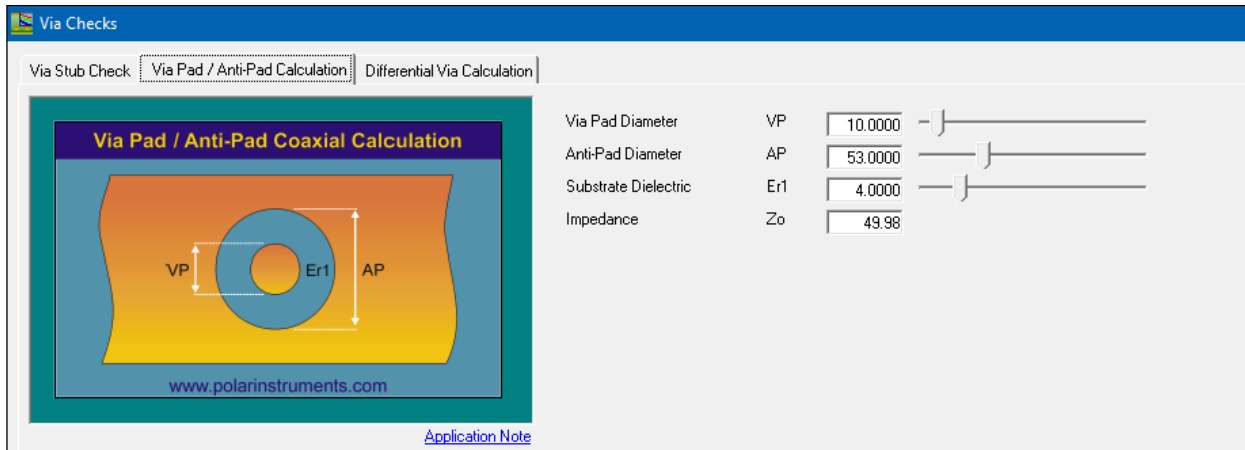 Via Checks
Via Stub Check Via Pad / Anti-Pad Calculation Differential Via Calculation
Via Pad / Anti-Pad Coaxial Calculation
VP Er1 AP
www.polarinstruments.com
Application Note
Via Pad Diameter VP 10.0000
Anti-Pad Diameter AP 53.0000
Substrate Dielectric Er1 4.0000
Impedance Zo 49.98